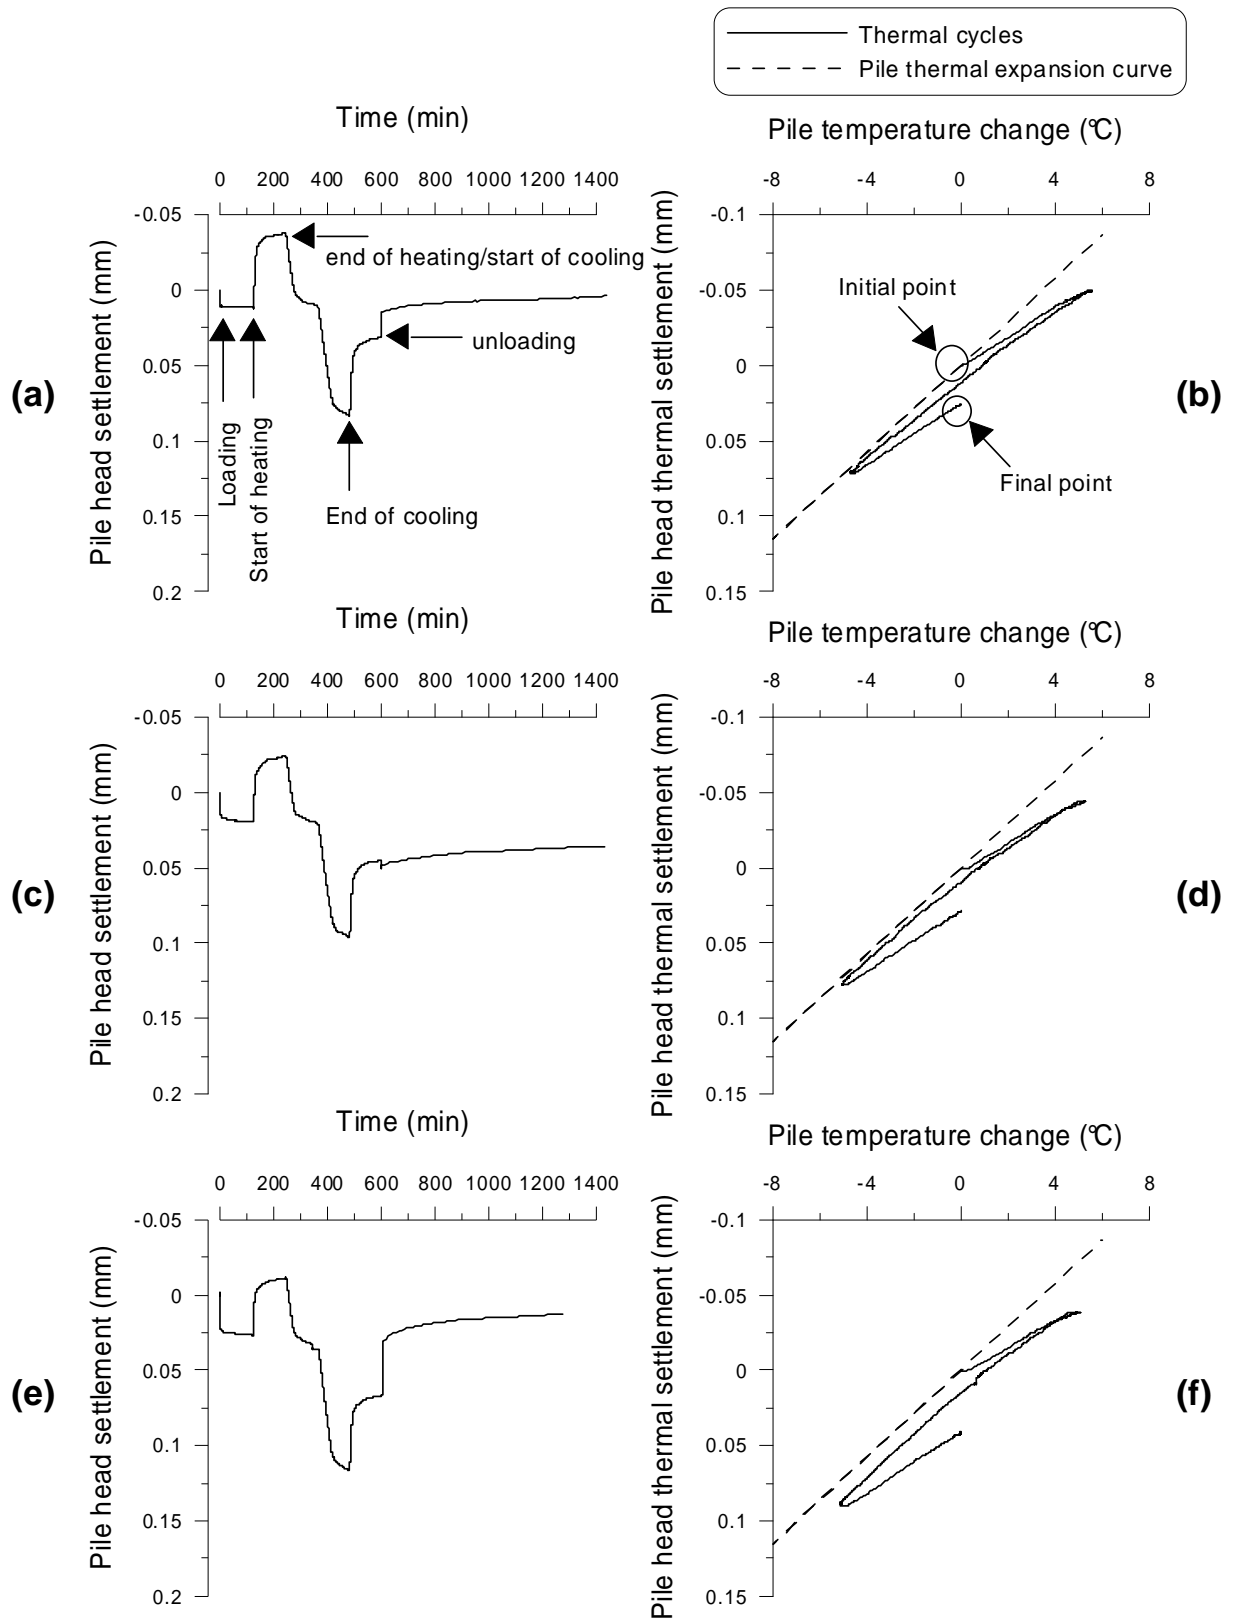 Thermal cycles
Pile thermal expansion curve
Time (min)
0 200 400 600 800 1000 1200 1400
Pile head settlement (mm)
-0.05
0
0.05
0.1
0.15
0.2
end of heating/start of cooling
unloading
Loading
Start of heating
End of cooling
(a)
Pile temperature change (°C)
-8 -4 0 4 8
Pile head thermal settlement (mm)
-0.1
-0.05
0
0.05
0.1
0.15
Initial point
Final point
(b)
Time (min)
0 200 400 600 800 1000 1200 1400
Pile head settlement (mm)
-0.05
0
0.05
0.1
0.15
0.2
(c)
Pile temperature change (°C)
-8 -4 0 4 8
Pile head thermal settlement (mm)
-0.1
-0.05
0
0.05
0.1
0.15
(d)
Time (min)
0 200 400 600 800 1000 1200 1400
Pile head settlement (mm)
-0.05
0
0.05
0.1
0.15
0.2
(e)
Pile temperature change (°C)
-8 -4 0 4 8
Pile head thermal settlement (mm)
-0.1
-0.05
0
0.05
0.1
0.15
(f)